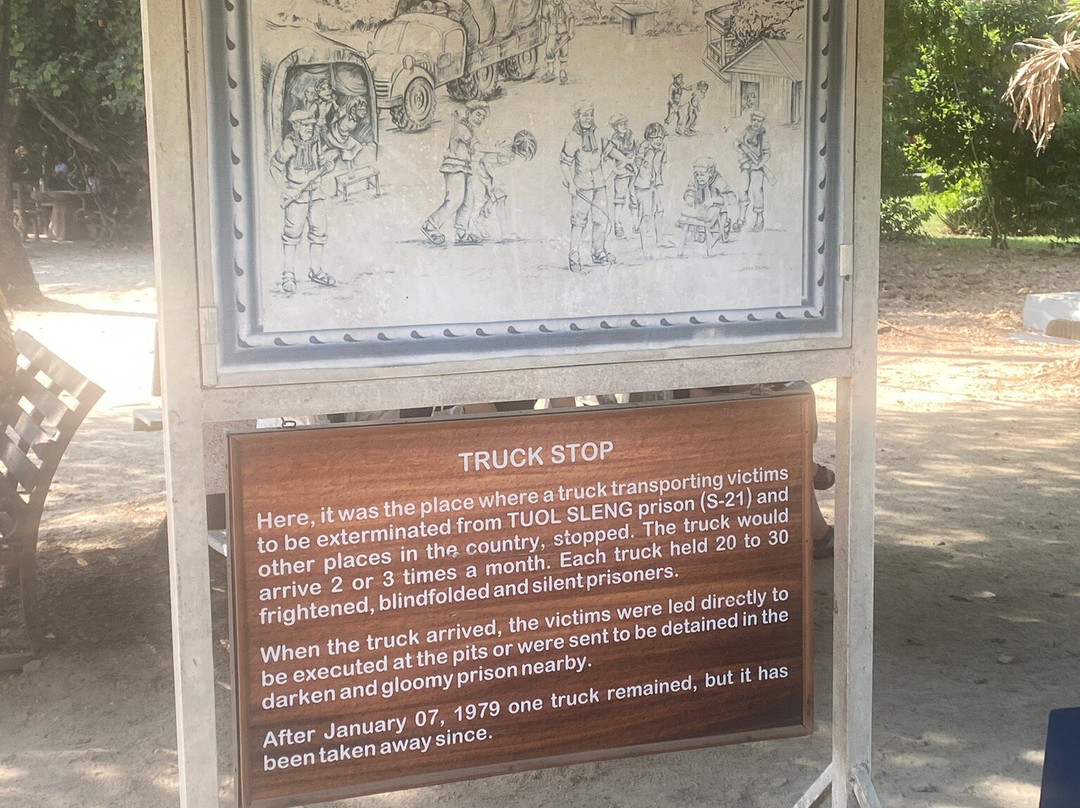 TRUCK STOP
Here, it was the place where a truck transporting victims
to be exterminated from TUOL SLENG prison (S-21) and
other places in the country, stopped. The truck would
arrive 2 or 3 times a month. Each truck held 20 to 30
frightened, blindfolded and silent prisoners.
When the truck arrived, the victims were led directly to
be executed at the pits or were sent to be detained in the
darken and gloomy prison nearby.
After January 07, 1979 one truck remained, but it has
been taken away since.